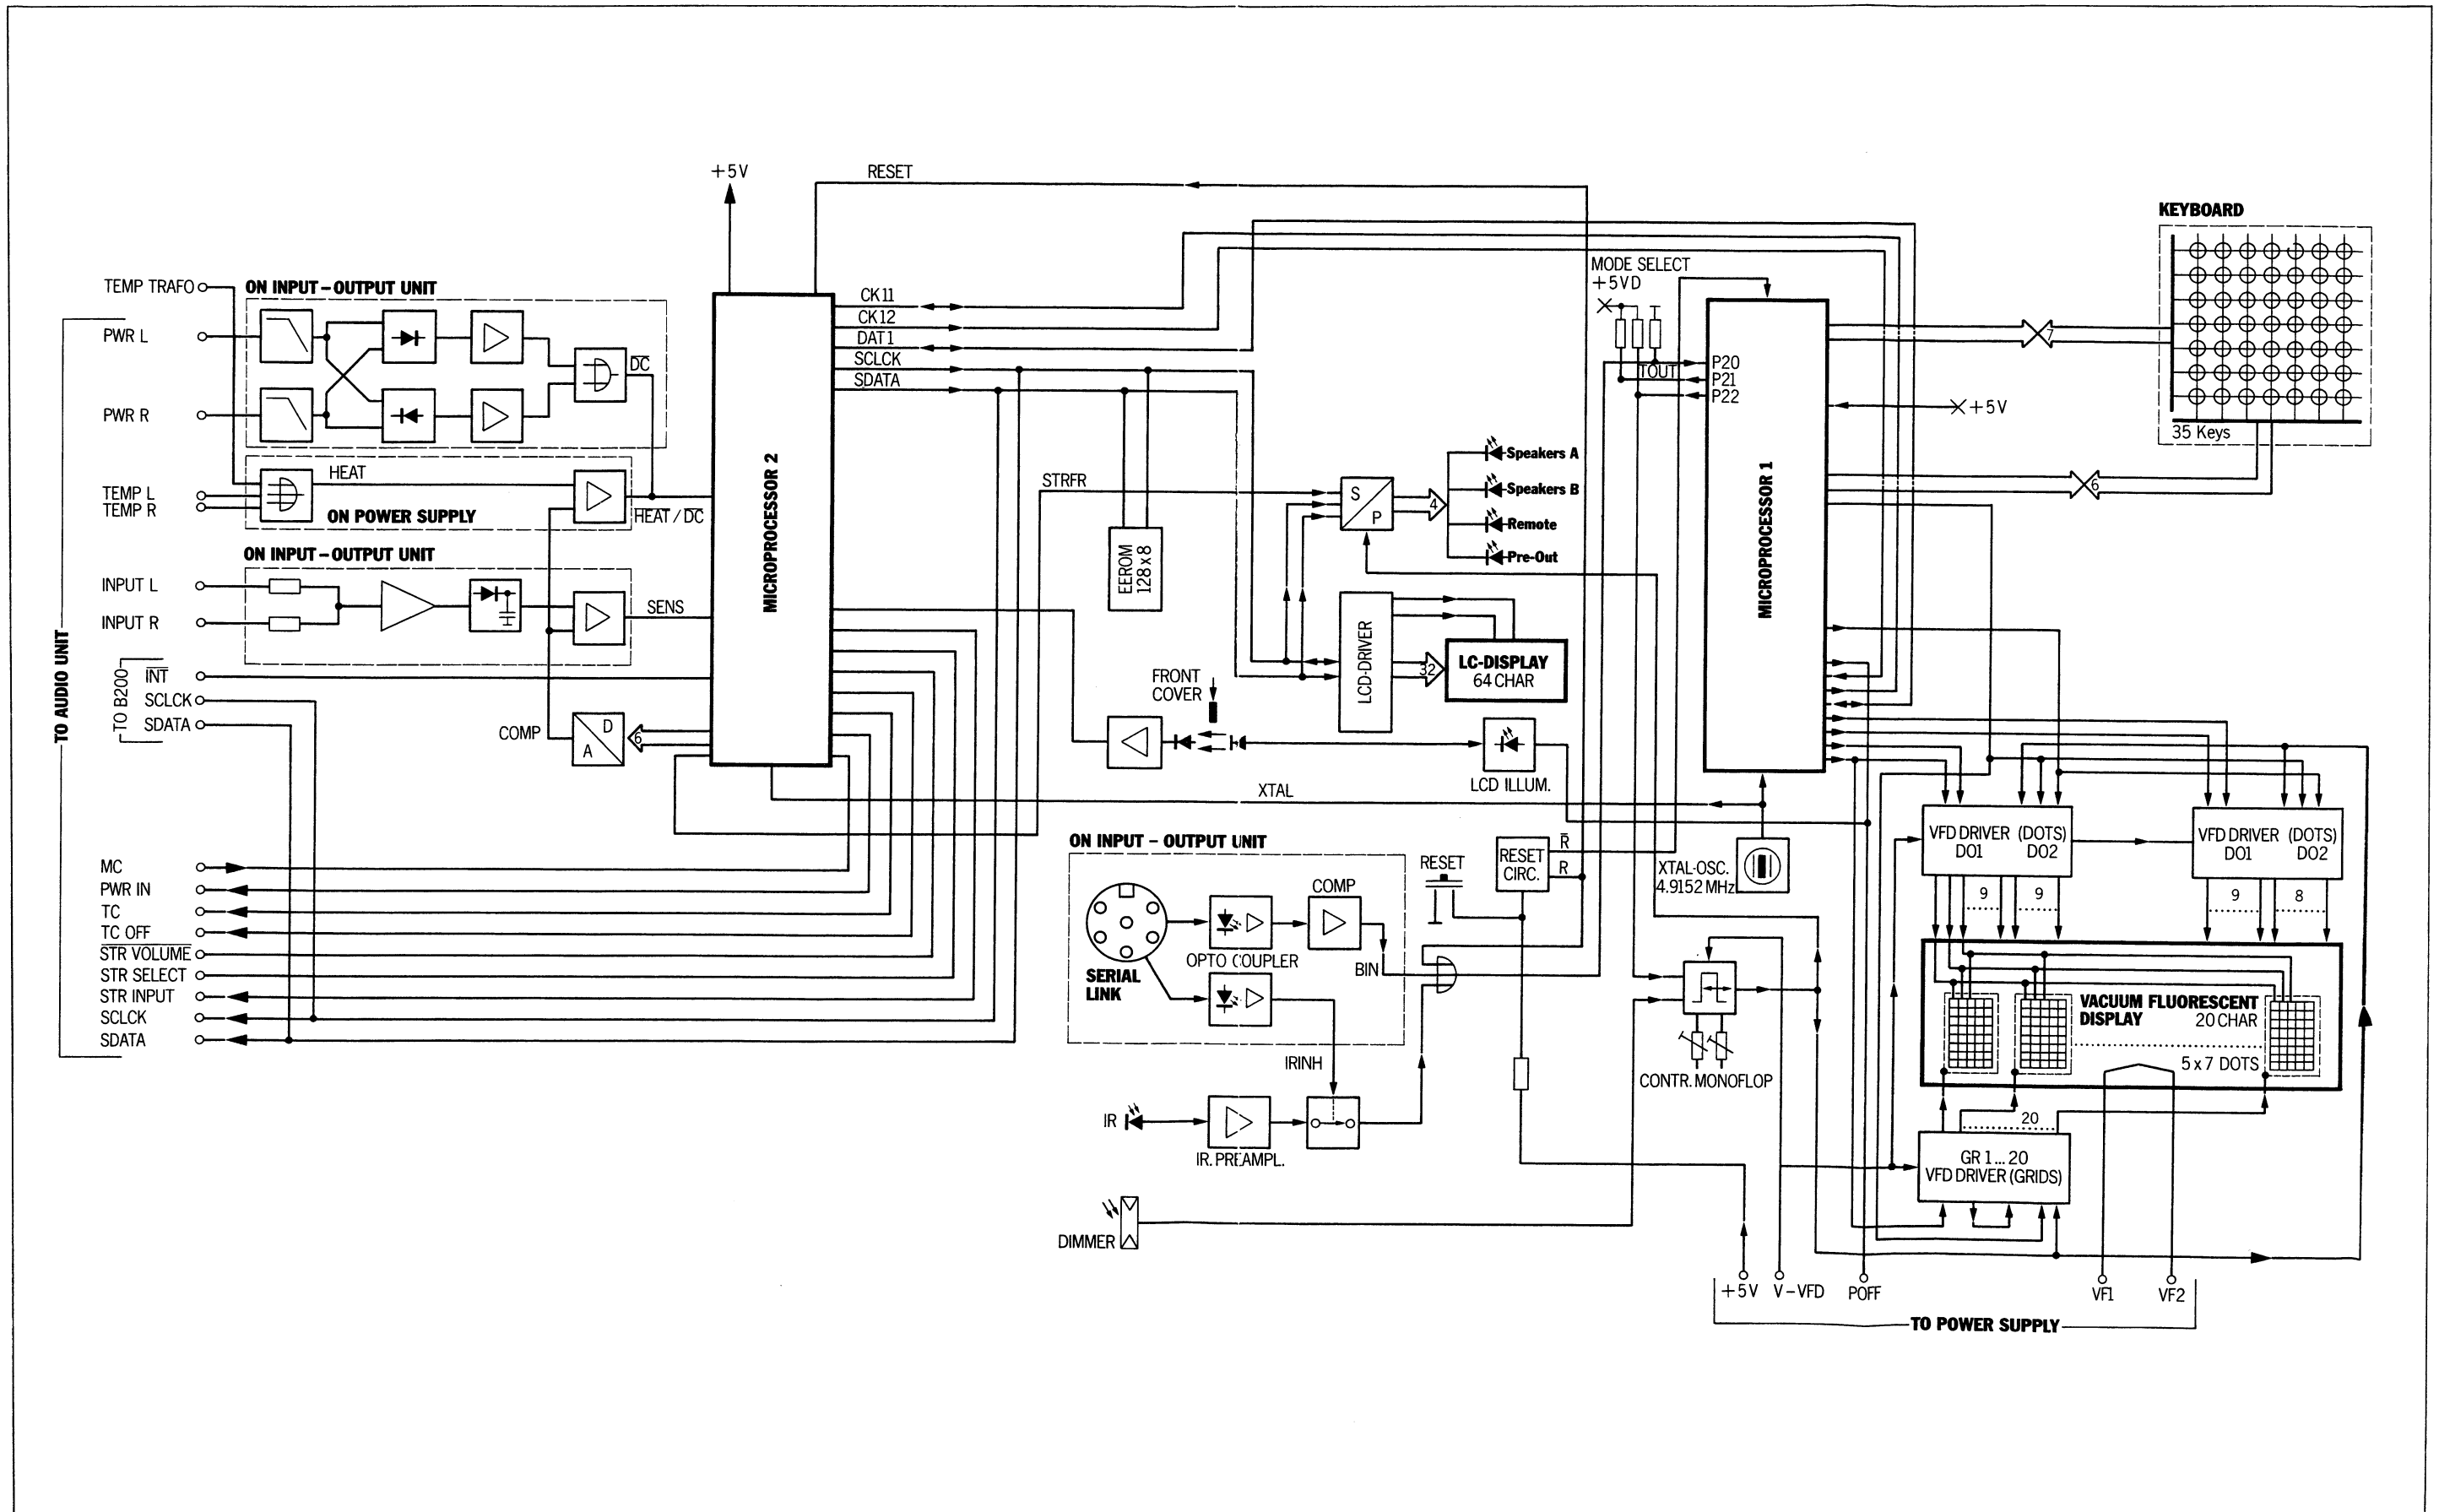 +5V
RESET
KEYBOARD
MODE SELECT
+5VD
TEMP TRAFO
ON INPUT–OUTPUT UNIT
PWR L
PWR R
DC
CK11
CK12
DAT1
SCLCK
SDATA
P20
TOUT
P21
P22
+5V
7
35 Keys
6
HEAT
TEMP L
TEMP R
ON POWER SUPPLY
HEAT / DC
MICROPROCESSOR 2
STRFR
S
P
4
Speakers A
Speakers B
Remote
Pre-Out
MICROPROCESSOR 1
EEROM
128 x 8
ON INPUT–OUTPUT UNIT
INPUT L
INPUT R
SENS
TO AUDIO UNIT
TO B200
INT
SCLCK
SDATA
COMP
D
A
6
FRONT
COVER
LCD-DRIVER
32
LC-DISPLAY
64 CHAR
LCD ILLUM.
XTAL
MC
PWR IN
TC
TC OFF
STR VOLUME
STR SELECT
STR INPUT
SCLCK
SDATA
ON INPUT – OUTPUT UNIT
COMP
OPTO COUPLER
SERIAL
LINK
BIN
IRINH
IR
IR. PREAMPL.
DIMMER
RESET
RESET
CIRC.
R
R
XTAL-OSC.
4.9152 MHz
CONTR. MONOFLOP
VFD DRIVER (DOTS)
DO1 DO2
VFD DRIVER (DOTS)
DO1 DO2
9
9
9
8
VACUUM FLUORESCENT
DISPLAY 20 CHAR
5 x 7 DOTS
20
GR 1 ... 20
VFD DRIVER (GRIDS)
+5V
V–VFD
POFF
VF1
VF2
TO POWER SUPPLY